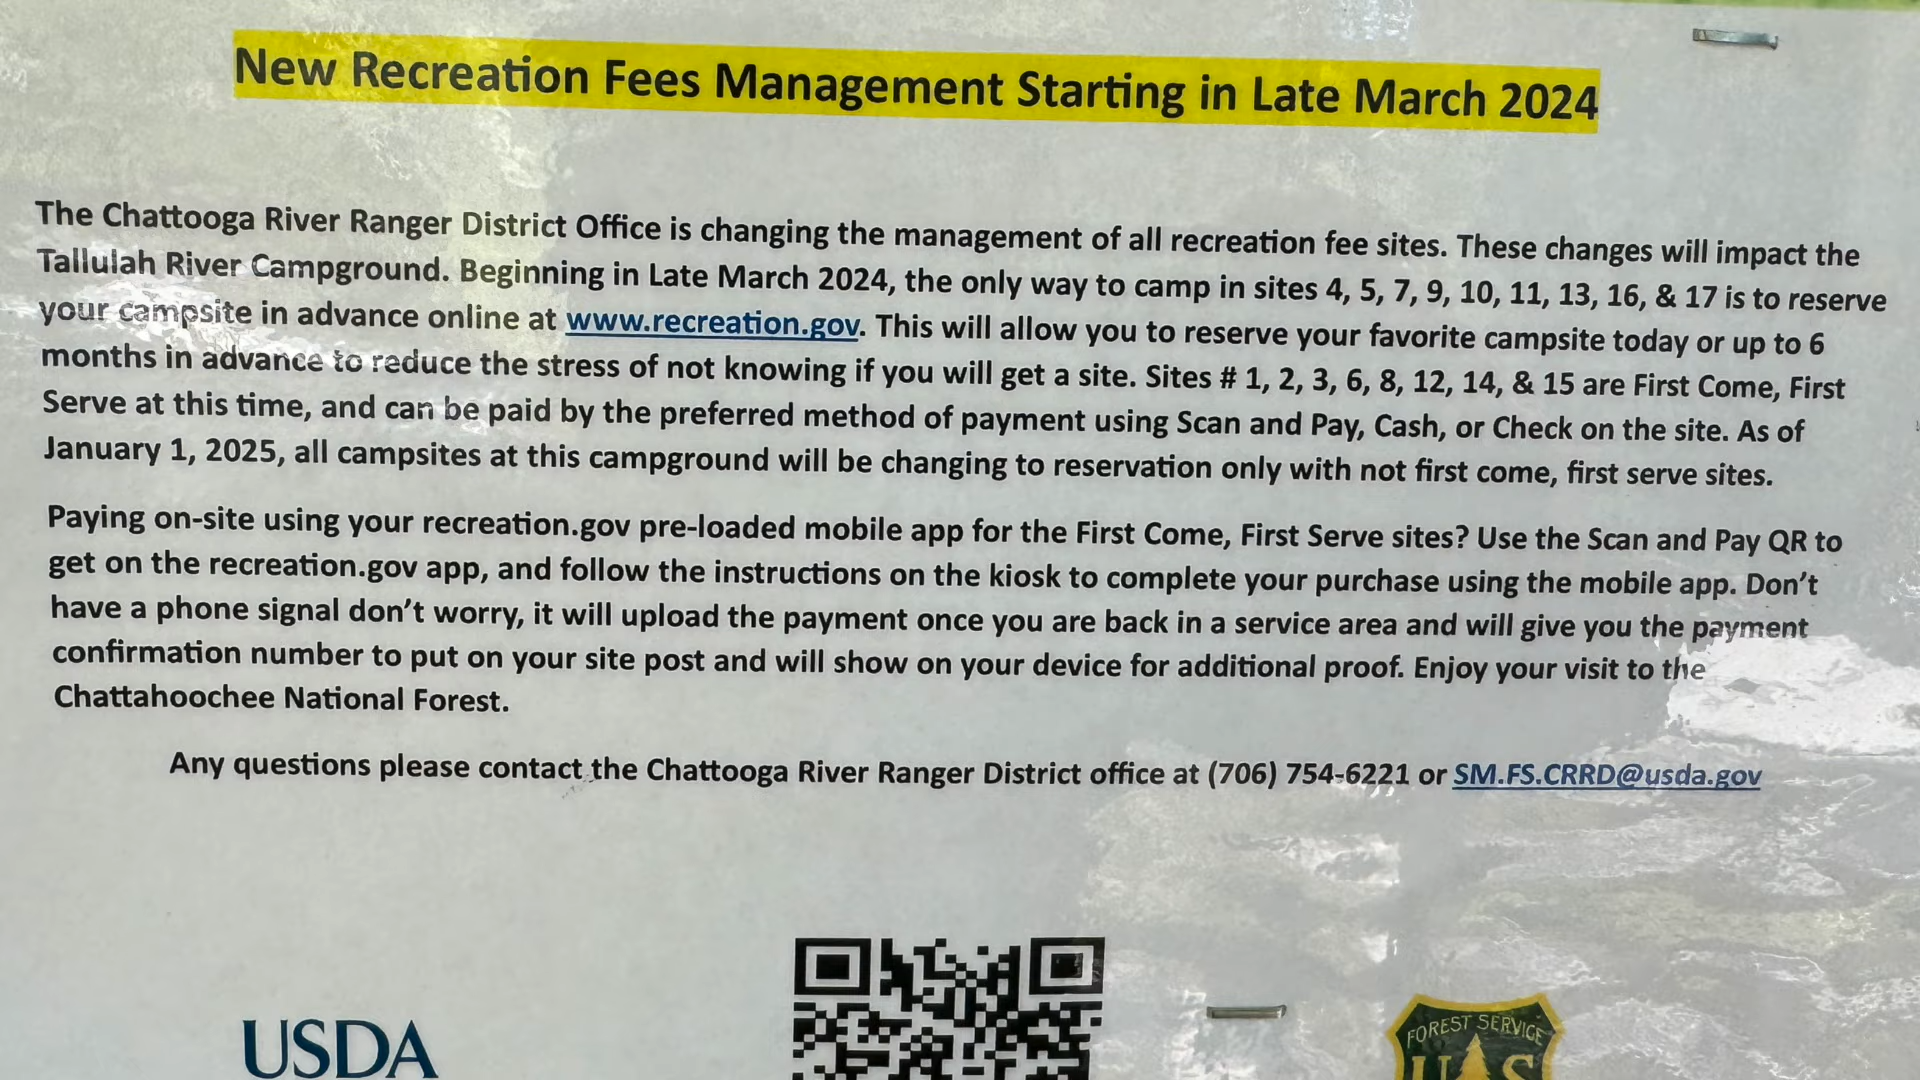 New Recreation Fees Management Starting in Late March 2024
The Chattooga River Ranger District Office is changing the management of all recreation fee sites. These changes will impact the
Tallulah River Campground. Beginning in Late March 2024, the only way to camp in sites 4, 5, 7, 9, 10, 11, 13, 16, & 17 is to reserve
your campsite in advance online at www.recreation.gov. This will allow you to reserve your favorite campsite today or up to 6
months in advance to reduce the stress of not knowing if you will get a site. Sites # 1, 2, 3, 6, 8, 12, 14, & 15 are First Come, First
Serve at this time, and can be paid by the preferred method of payment using Scan and Pay, Cash, or Check on the site. As of
January 1, 2025, all campsites at this campground will be changing to reservation only with not first come, first serve sites.
Paying on-site using your recreation.gov pre-loaded mobile app for the First Come, First Serve sites? Use the Scan and Pay QR to
get on the recreation.gov app, and follow the instructions on the kiosk to complete your purchase using the mobile app. Don’t
have a phone signal don’t worry, it will upload the payment once you are back in a service area and will give you the payment
confirmation number to put on your site post and will show on your device for additional proof. Enjoy your visit to the
Chattahoochee National Forest.
Any questions please contact the Chattooga River Ranger District office at (706) 754-6221 or SM.FS.CRRD@usda.gov
USDA
FOREST SERVICE
U S